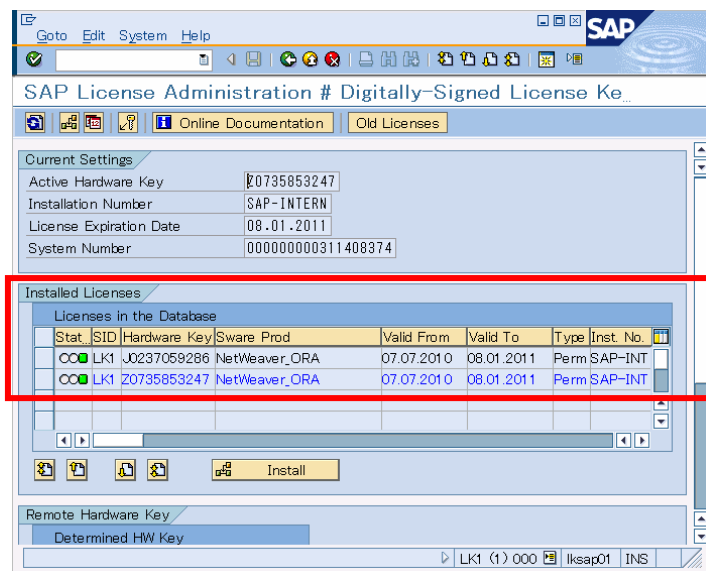 Goto Edit System Help
SAP
SAP License Administration # Digitally-Signed License Ke...
Online Documentation Old Licenses
Current Settings
Active Hardware Key Z0735853247
Installation Number SAP-INTERN
License Expiration Date 08.01.2011
System Number 000000000311408374
Installed Licenses
Licenses in the Database
Stat.. SID Hardware Key Sware Prod Valid From Valid To Type Inst. No.
LK1 J0237059286 NetWeaver_ORA 07.07.2010 08.01.2011 Perm SAP-INT
LK1 Z0735853247 NetWeaver_ORA 07.07.2010 08.01.2011 Perm SAP-INT
Install
Remote Hardware Key
Determined HW Key
LK1 (1) 000 lksap01 INS